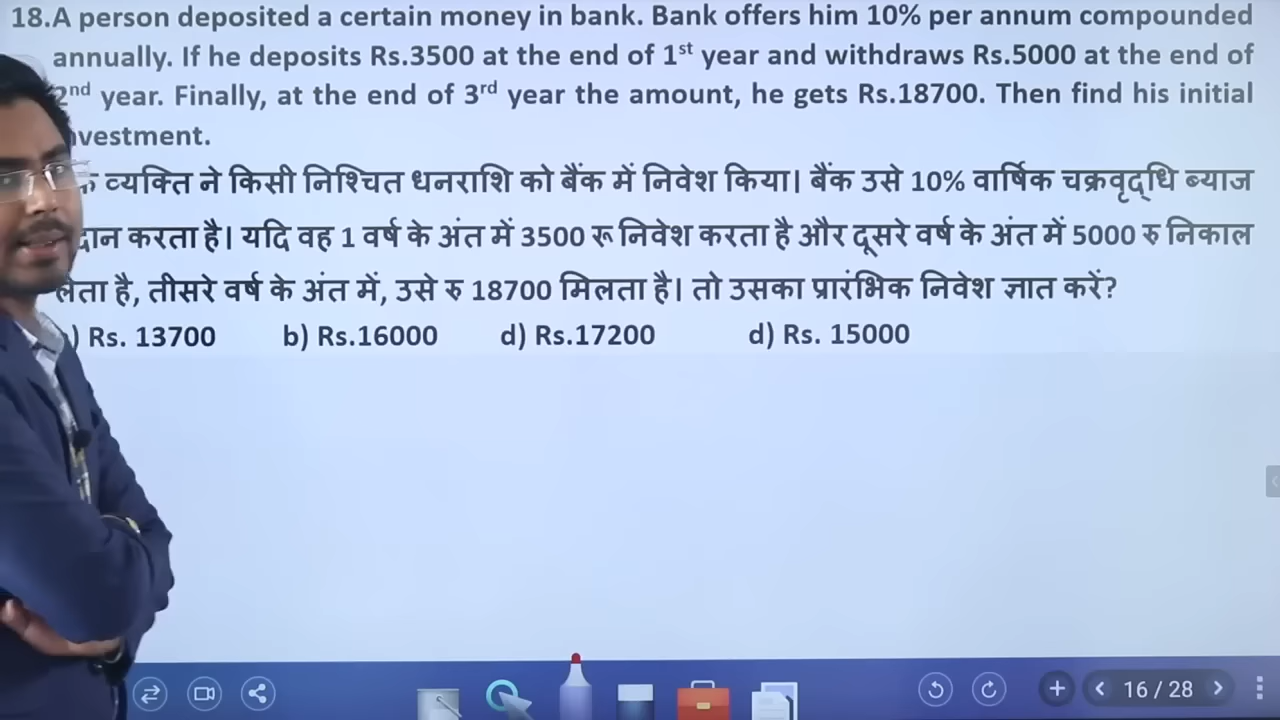 18.A person deposited a certain money in bank. Bank offers him 10% per annum compounded
annually. If he deposits Rs.3500 at the end of 1st year and withdraws Rs.5000 at the end of
2nd year. Finally, at the end of 3rd year the amount, he gets Rs.18700. Then find his initial
vestment.
व्यक्ति ने किसी निश्चित धनराशि को बैंक में निवेश किया। बैंक उसे 10% वार्षिक चक्रवृद्धि ब्याज
दान करता है। यदि वह 1 वर्ष के अंत में 3500 रू निवेश करता है और दूसरे वर्ष के अंत में 5000 रु निकाल
लेता है, तीसरे वर्ष के अंत में, उसे रु 18700 मिलता है। तो उसका प्रारंभिक निवेश ज्ञात करें?
) Rs. 13700 b) Rs.16000 d) Rs.17200 d) Rs. 15000
16 / 28